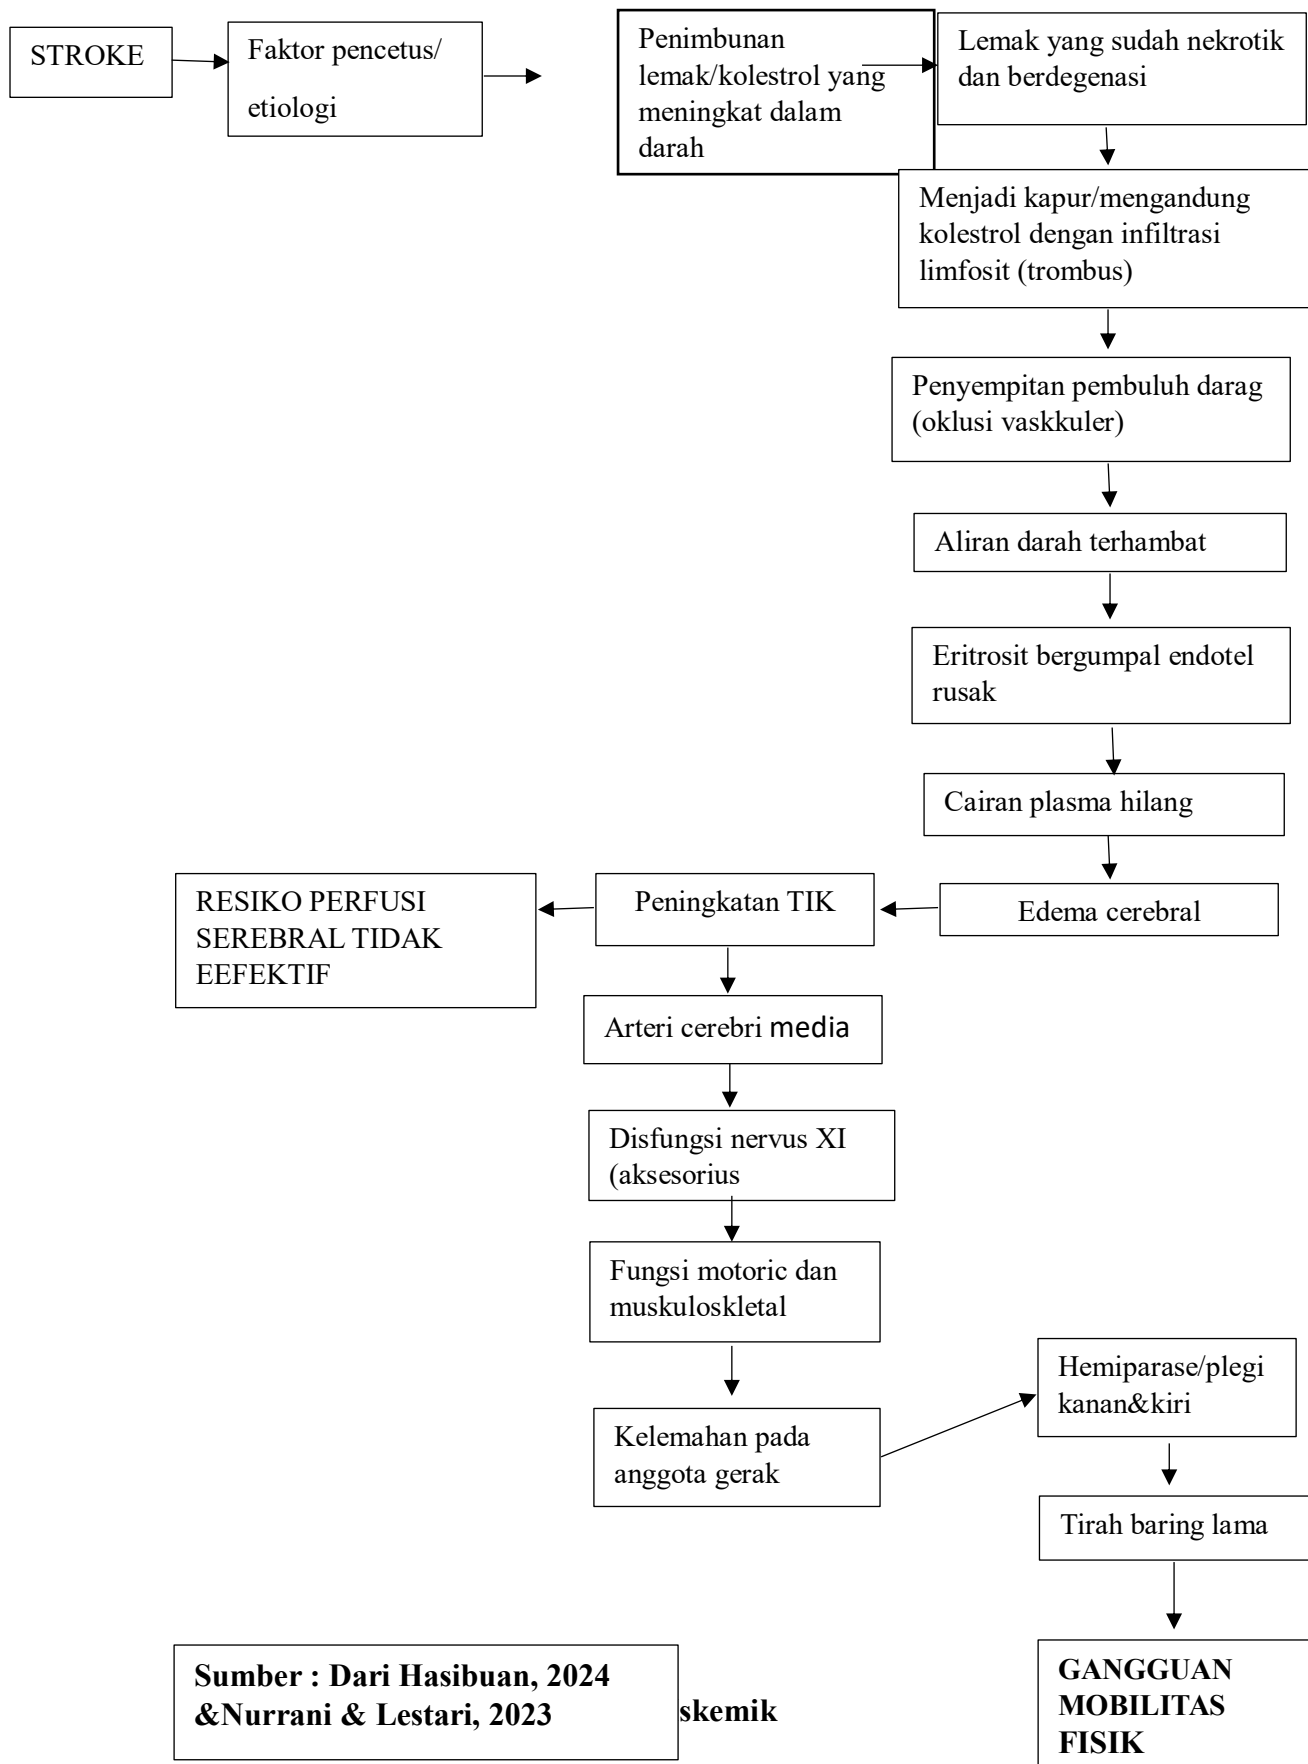 STROKE
Faktor pencetus/
etiologi
Penimbunan
lemak/kolestrol yang
meningkat dalam
darah
Lemak yang sudah nekrotik
dan berdegenasi
Menjadi kapur/mengandung
kolestrol dengan infiltrasi
limfosit (trombus)
Penyempitan pembuluh darag
(oklusi vaskkuler)
Aliran darah terhambat
Eritrosit bergumpal endotel
rusak
Cairan plasma hilang
Edema cerebral
Peningkatan TIK
RESIKO PERFUSI
SEREBRAL TIDAK
EEFEKTIF
Arteri cerebri media
Disfungsi nervus XI
(aksesorius
Fungsi motoric dan
muskuloskletal
Kelemahan pada
anggota gerak
Hemiparase/plegi
kanan&kiri
Tirah baring lama
GANGGUAN
MOBILITAS
FISIK
Sumber : Dari Hasibuan, 2024
&Nurrani & Lestari, 2023
skemik